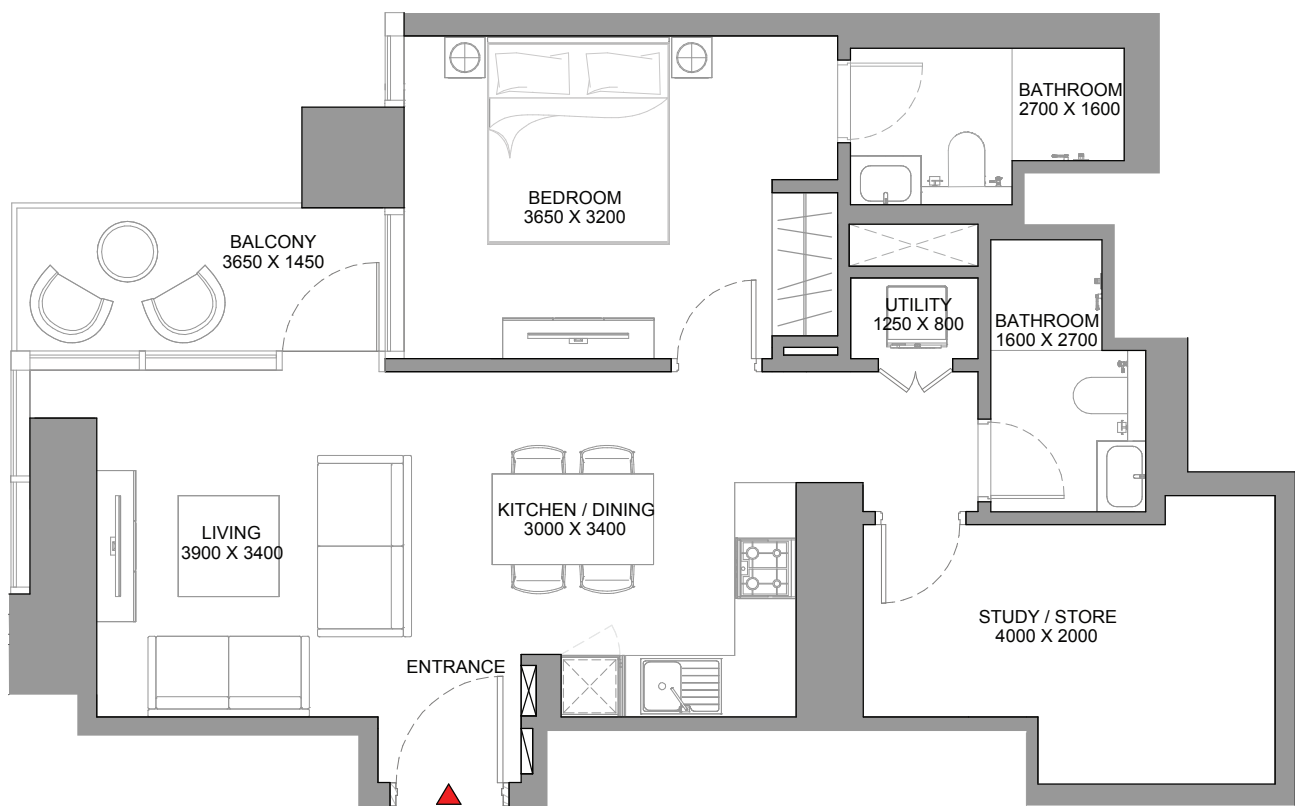 BATHROOM
2700 X 1600
BEDROOM
3650 X 3200
BALCONY
3650 X 1450
UTILITY
1250 X 800
BATHROOM
1600 X 2700
KITCHEN / DINING
3000 X 3400
LIVING
3900 X 3400
STUDY / STORE
4000 X 2000
ENTRANCE